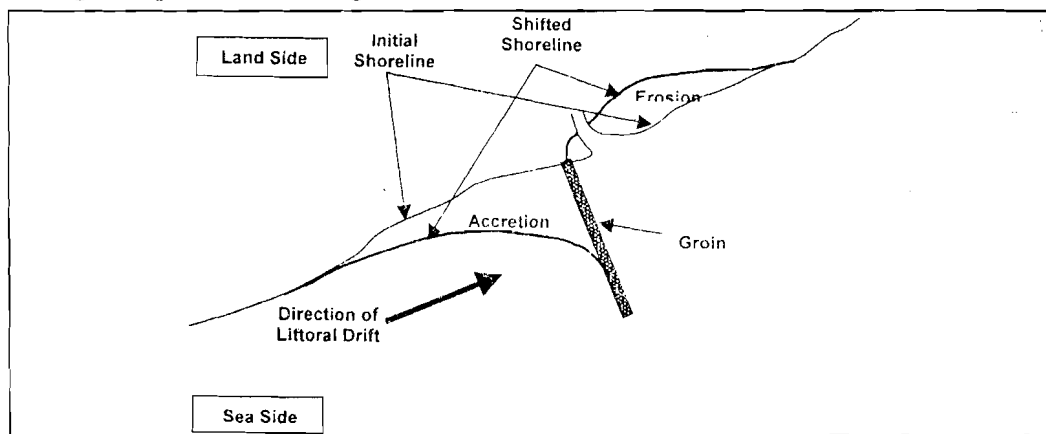 Land Side
Initial
Shoreline
Shifted
Shoreline
Erosion
Accretion
Groin
Direction of
Littoral Drift
Sea Side